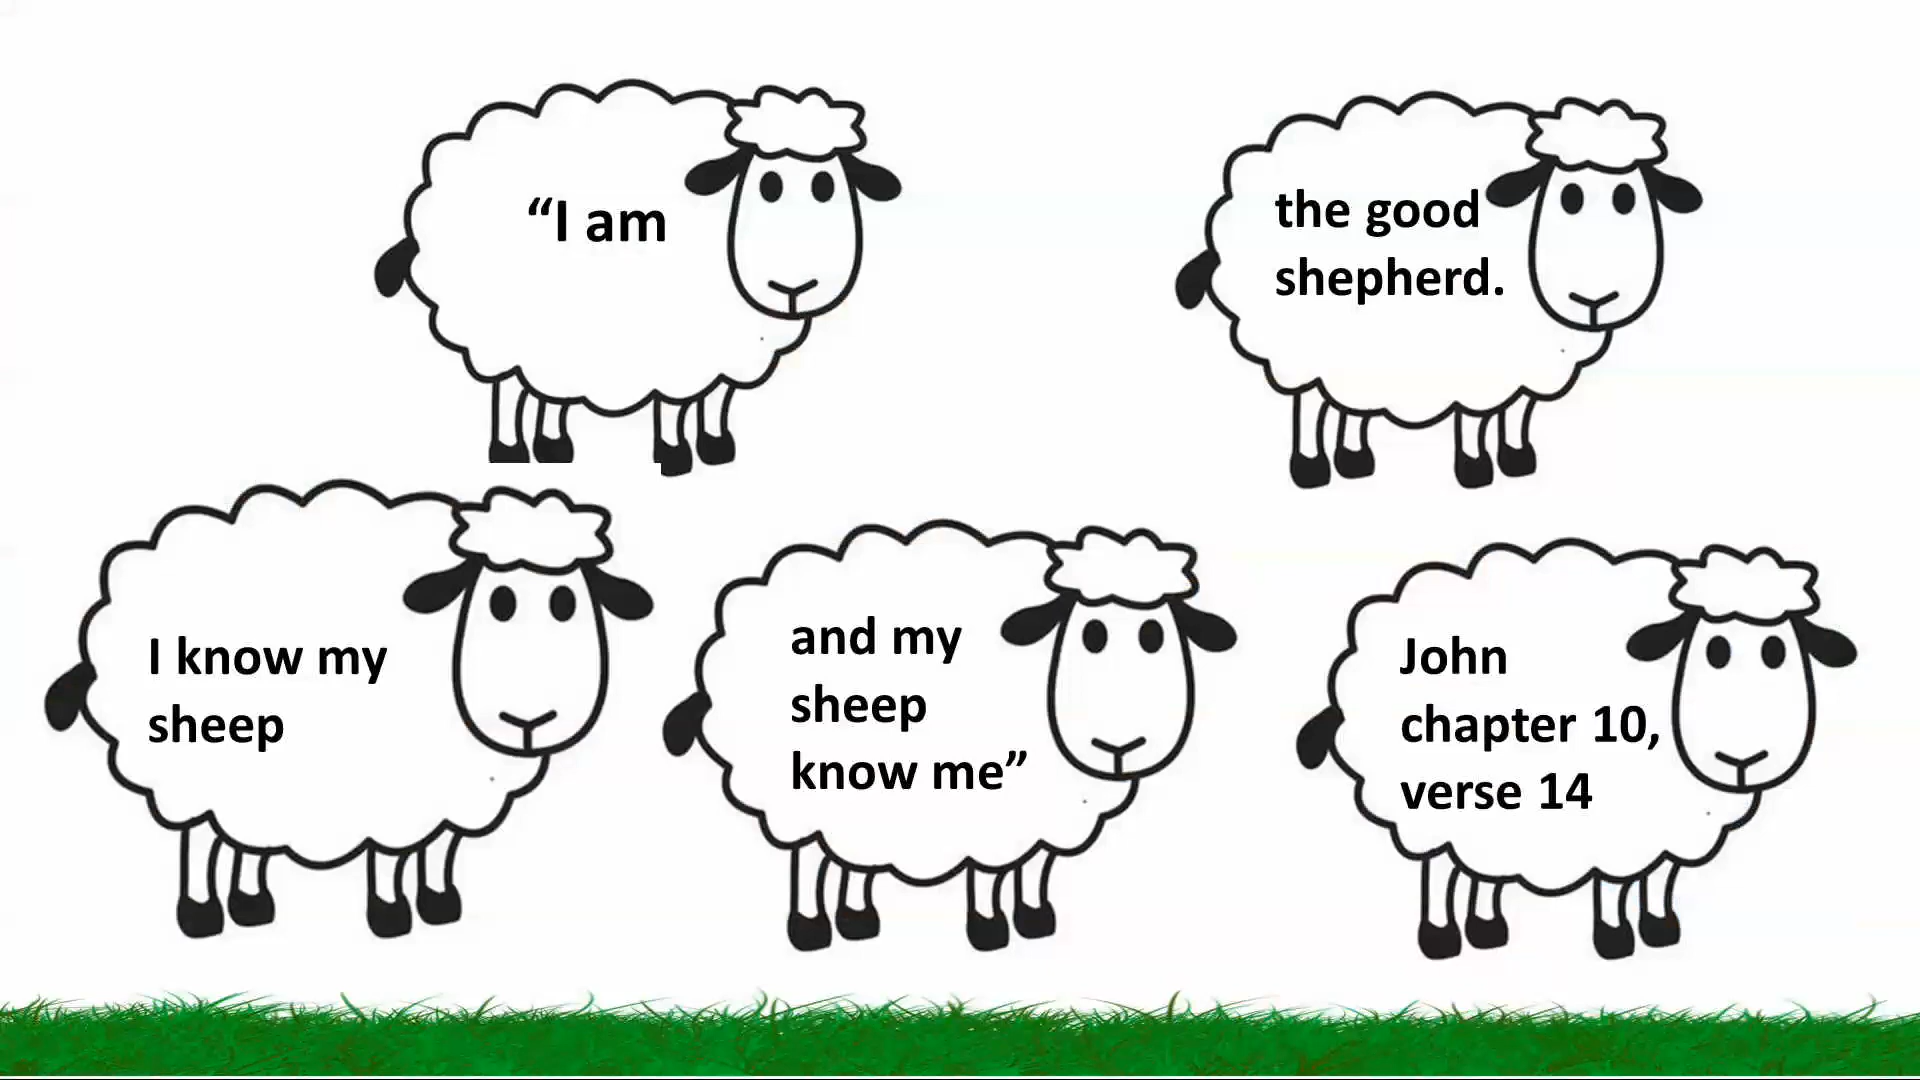 “I am
the good
shepherd.
I know my
sheep
and my
sheep
know me”
John
chapter 10,
verse 14